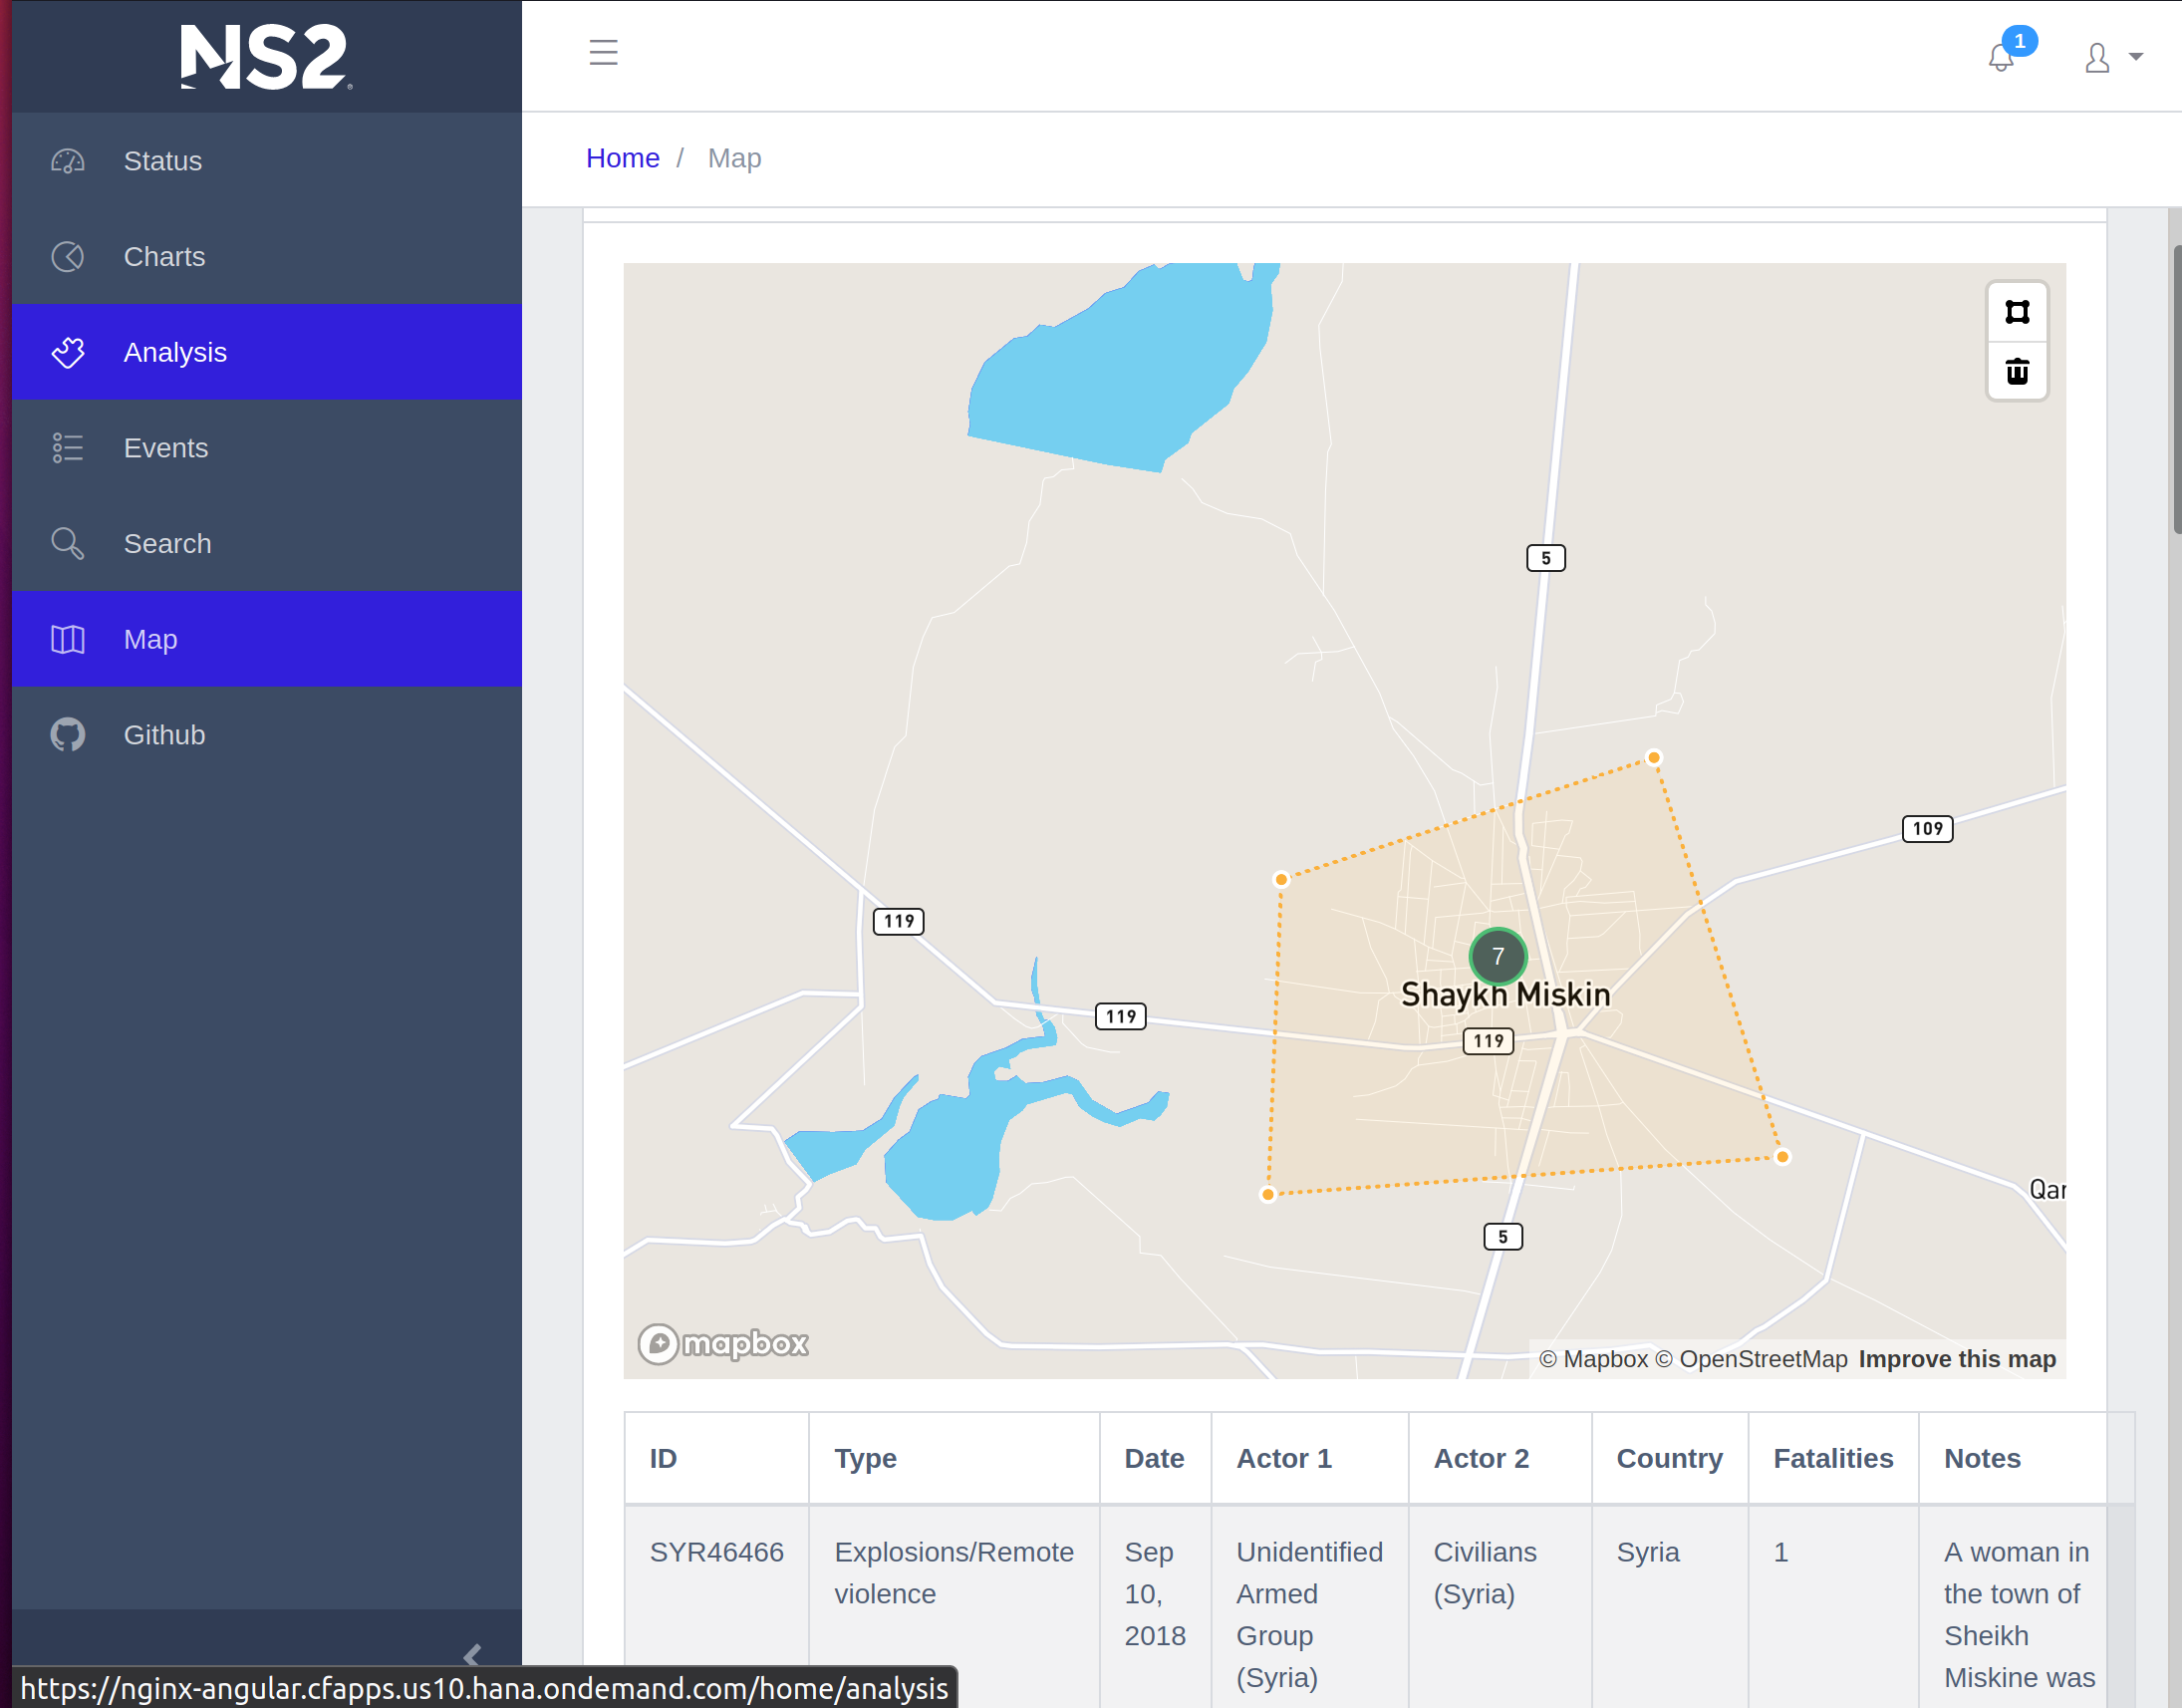 NS2
1
Status
Charts
Analysis
Events
Search
Map
Github
Home / Map
5
109
119
119
7
Shaykh Miskin
119
Qar
5
mapbox
© Mapbox © OpenStreetMap Improve this map
ID Type Date Actor 1 Actor 2 Country Fatalities Notes
SYR46466 Explosions/Remote Sep Unidentified Civilians Syria 1 A woman in
violence 10, Armed (Syria) the town of
2018 Group Sheikh
(Syria) Miskine was
https://nginx-angular.cfapps.us10.hana.ondemand.com/home/analysis